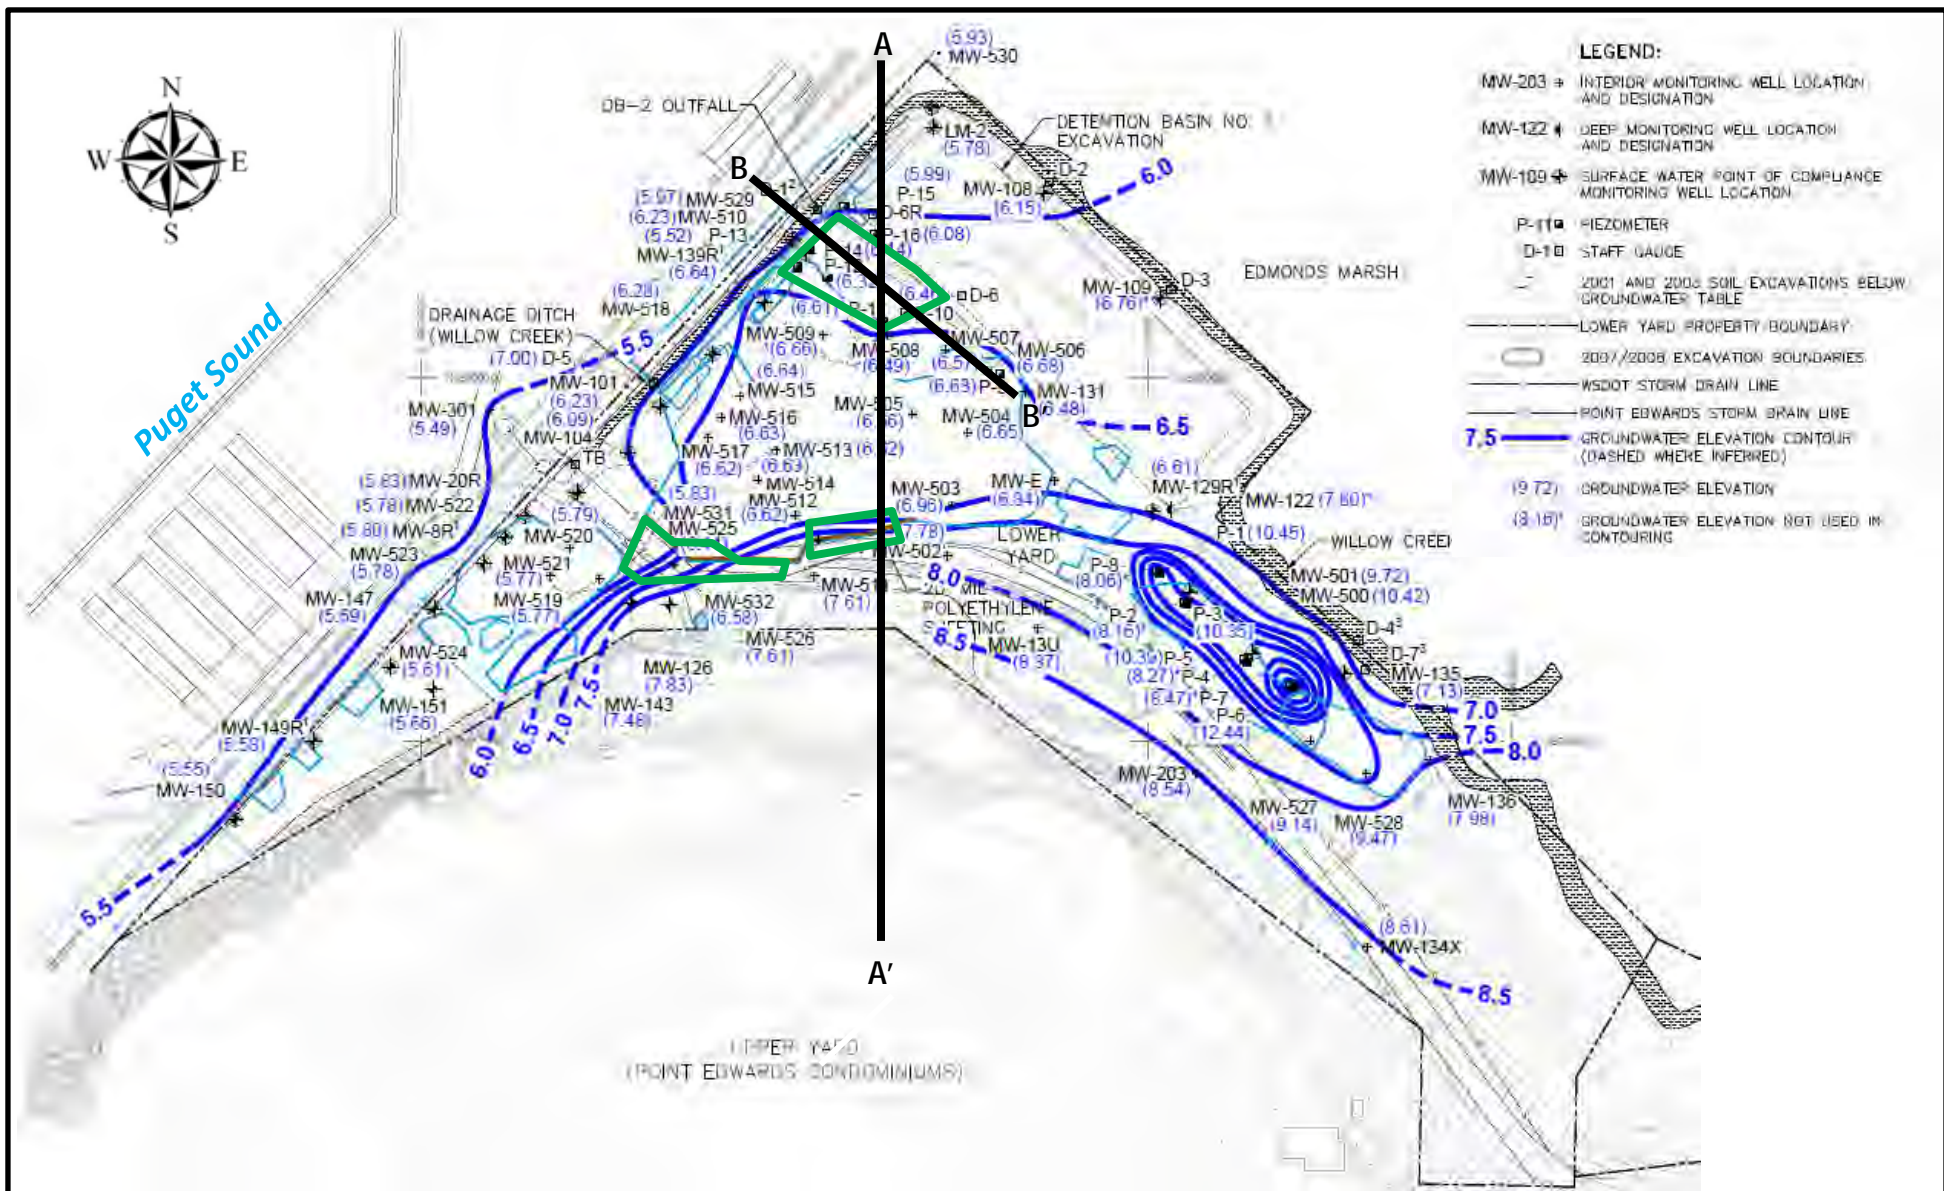 A
(5.93)
MW-530
N
W
E
S
DB-2 OUTFALL
DETENTION BASIN NO.
EXCAVATION
LM-2
(5.78)
D-2
B
(5.99)
P-15
MW-108
(6.15)
6.0
(5.97) MW-529
(6.23) MW-510
(5.52) P-13
MW-139R
(6.64)
P-16 (6.08)
EDMONDS MARSH
D-3
MW-109
(6.76)
D-6
(6.28)
MW-518
(6.61)
DRAINAGE DITCH
(WILLOW CREEK)
(7.00) D-5
5.5
MW-509
(6.66)
MW-508
MW-507
MW-506
(6.68)
(6.63)
MW-101
(6.23)
(6.09)
(6.64)
MW-515
MW-131
(6.48)
B'
6.5
MW-301
(5.49)
MW-516
(6.63)
MW-504
(6.65)
MW-104
TB
MW-517
(6.62)
MW-513
(6.63)
MW-514
Puget Sound
(5.83) MW-20R
(5.78) MW-522
(5.80) MW-8R
MW-523
(5.78)
(5.83)
MW-531
MW-525
MW-512
(6.62)
MW-503
(6.96)
MW-E
(6.94)
(6.61)
MW-129R
MW-122 (7.80)
(5.79)
MW-520
MW-521
(5.77)
MW-519
(5.77)
(7.78)
MW-502
LOWER
YARD
P-1 (10.45)
WILLOW CREEK
MW-501 (9.72)
MW-500 (10.42)
P-9
(8.06)
8.0
(7.61)
POLYETHYLENE
MW-147
(5.69)
MW-532
(6.58)
MW-526
(7.61)
8.5
MW-13U
(8.37)
P-2
(8.16)
P-3
(10.35)
D-4³
D-7³
MW-135
(7.13)
MW-524
(5.61)
MW-126
(7.83)
MW-143
(7.48)
P-5
(8.27) P-4
(8.47) P-7
P-6
(12.44)
MW-151
(5.66)
MW-149R
(5.58)
(5.55)
MW-150
6.0
6.5
7.0
7.5
7.0
7.5
8.0
MW-203
(8.54)
MW-527
(9.14)
MW-528
(9.47)
MW-136
(7.98)
5.5
(8.61)
MW-134X
8.5
A'
UPPER YARD
(POINT EDWARDS CONDOMINIUMS)
LEGEND:
MW-203 INTERIOR MONITORING WELL LOCATION
AND DESIGNATION
MW-122 DEEP MONITORING WELL LOCATION
AND DESIGNATION
MW-109 SURFACE WATER POINT OF COMPLIANCE
MONITORING WELL LOCATION
P-11 PIEZOMETER
D-1 STAFF GAUGE
2001 AND 2003 SOIL EXCAVATIONS BELOW
GROUNDWATER TABLE
LOWER YARD PROPERTY BOUNDARY
2007/2008 EXCAVATION BOUNDARIES
WSDOT STORM DRAIN LINE
POINT EDWARDS STORM DRAIN LINE
7.5 GROUNDWATER ELEVATION CONTOUR
(DASHED WHERE INFERRED)
(9.72) GROUNDWATER ELEVATION
(8.16)* GROUNDWATER ELEVATION NOT USED IN
CONTOURING